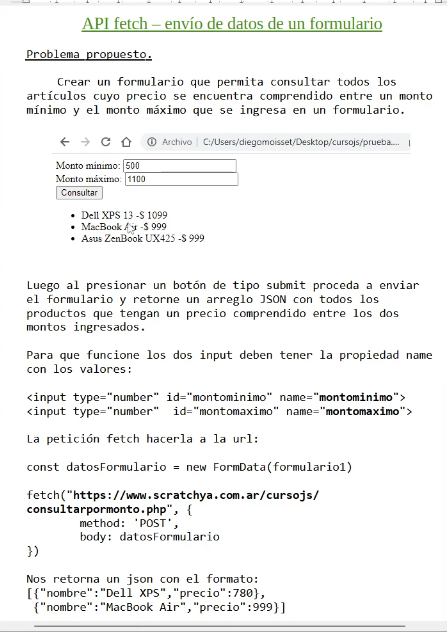 API fetch – envío de datos de un formulario
Problema propuesto.
Crear un formulario que permita consultar todos los
artículos cuyo precio se encuentra comprendido entre un monto
mínimo y el monto máximo que se ingresa en un formulario.
Archivo | C:/Users/diegomoisset/Desktop/cursojs/prueba....
Monto mínimo: 500
Monto máximo: 1100
Consultar
• Dell XPS 13 -$ 1099
• MacBook Air -$ 999
• Asus ZenBook UX425 -$ 999
Luego al presionar un botón de tipo submit proceda a enviar
el formulario y retorne un arreglo JSON con todos los
productos que tengan un precio comprendido entre los dos
montos ingresados.
Para que funcione los dos input deben tener la propiedad name
con los valores:
<input type="number" id="montominimo" name="montominimo">
<input type="number"  id="montomaximo" name="montomaximo">
La petición fetch hacerla a la url:
const datosFormulario = new FormData(formulario1)
fetch("https://www.scratchya.com.ar/cursojs/
consultarpormonto.php", {
method: 'POST',
body: datosFormulario
})
Nos retorna un json con el formato:
[{"nombre":"Dell XPS","precio":780},
{"nombre":"MacBook Air","precio":999}]